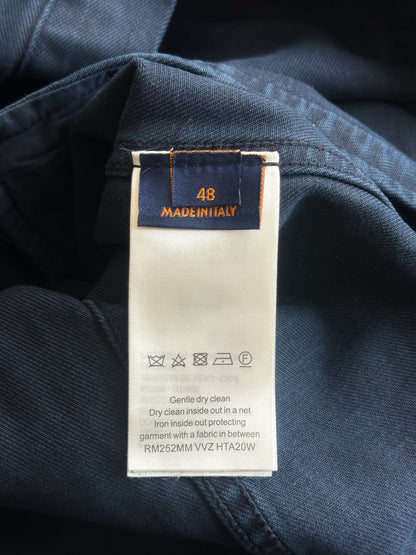 48
MADE IN ITALY
Gentle dry clean
Dry clean inside out in a net
Iron inside out protecting
garment with a fabric in between
RM252MM VVZ HTA20W